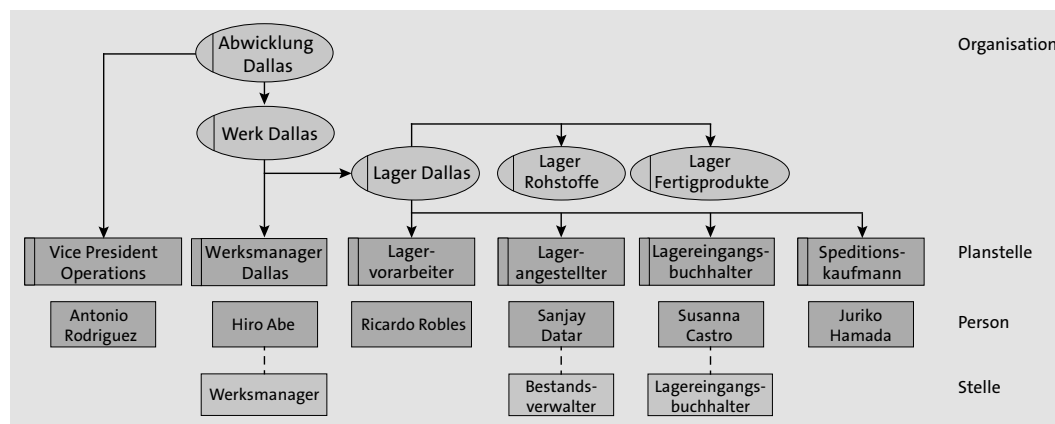 Abwicklung
Dallas
Organisation
Werk Dallas
Lager Dallas
Lager
Rohstoffe
Lager
Fertigprodukte
Vice President
Operations
Werksmanager
Dallas
Lager-
vorarbeiter
Lager-
angestellter
Lagereingangs-
buchhalter
Speditions-
kaufmann
Planstelle
Antonio
Rodriguez
Hiro Abe
Ricardo Robles
Sanjay
Datar
Susanna
Castro
Juriko
Hamada
Person
Werksmanager
Bestands-
verwalter
Lagereingangs-
buchhalter
Stelle